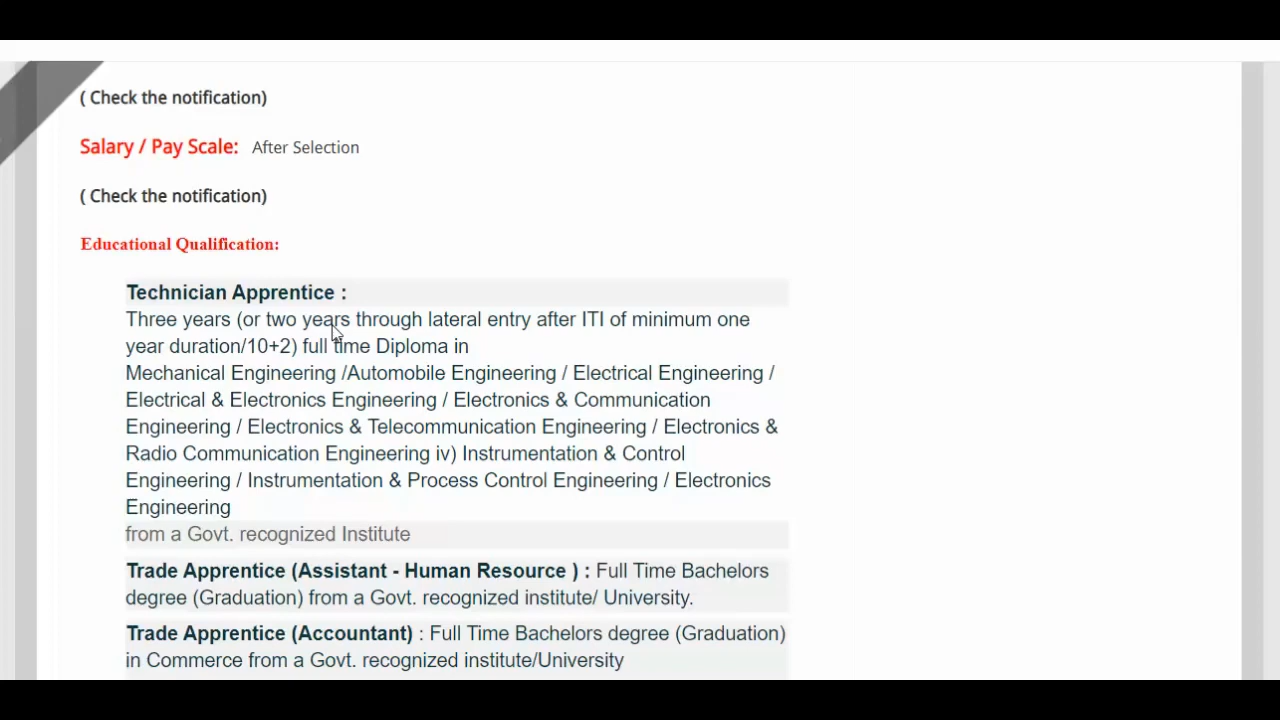 ( Check the notification)
Salary / Pay Scale: After Selection
( Check the notification)
Educational Qualification:
Technician Apprentice :
Three years (or two years through lateral entry after ITI of minimum one
year duration/10+2) full time Diploma in
Mechanical Engineering /Automobile Engineering / Electrical Engineering /
Electrical & Electronics Engineering / Electronics & Communication
Engineering / Electronics & Telecommunication Engineering / Electronics &
Radio Communication Engineering iv) Instrumentation & Control
Engineering / Instrumentation & Process Control Engineering / Electronics
Engineering
from a Govt. recognized Institute
Trade Apprentice (Assistant - Human Resource ) : Full Time Bachelors
degree (Graduation) from a Govt. recognized institute/ University.
Trade Apprentice (Accountant) : Full Time Bachelors degree (Graduation)
in Commerce from a Govt. recognized institute/University